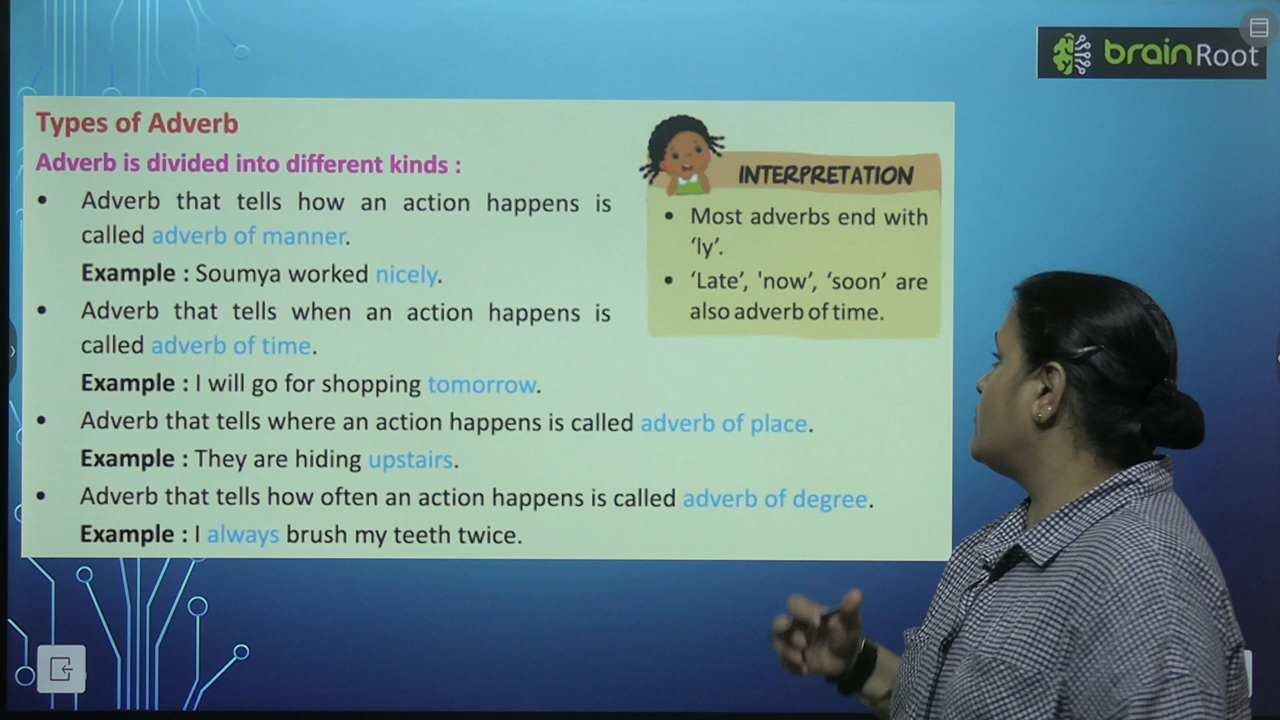 brainRoot
Types of Adverb
Adverb is divided into different kinds :
• Adverb that tells how an action happens is
called adverb of manner.
Example : Soumya worked nicely.
• Adverb that tells when an action happens is
called adverb of time.
Example : I will go for shopping tomorrow.
• Adverb that tells where an action happens is called adverb of place.
Example : They are hiding upstairs.
• Adverb that tells how often an action happens is called adverb of degree.
Example : I always brush my teeth twice.
INTERPRETATION
• Most adverbs end with
‘ly’.
• ‘Late’, 'now’, ‘soon’ are
also adverb of time.